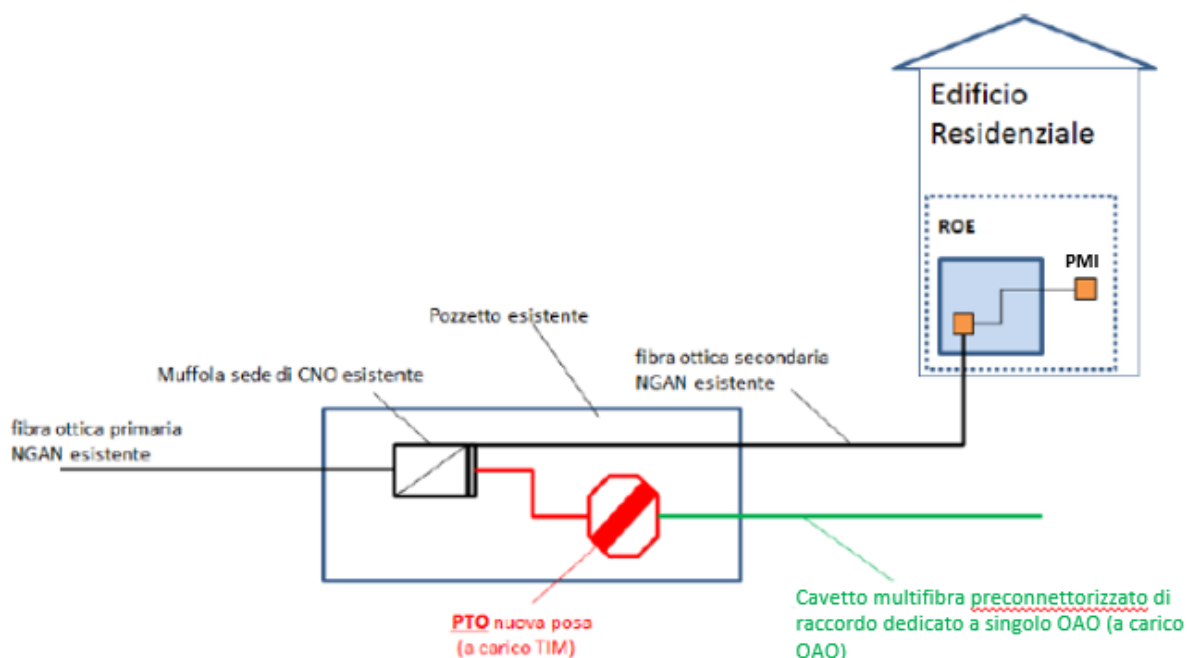 Edificio
Residenziale
ROE
PMI
Pozzetto esistente
fibra ottica secondaria
NGAN esistente
Muffola sede di CNO esistente
fibra ottica primaria
NGAN esistente
PTO nuova posa
(a carico TIM)
Cavetto multifibra preconnettorizzato di
raccordo dedicato a singolo OAO (a carico
OAO)